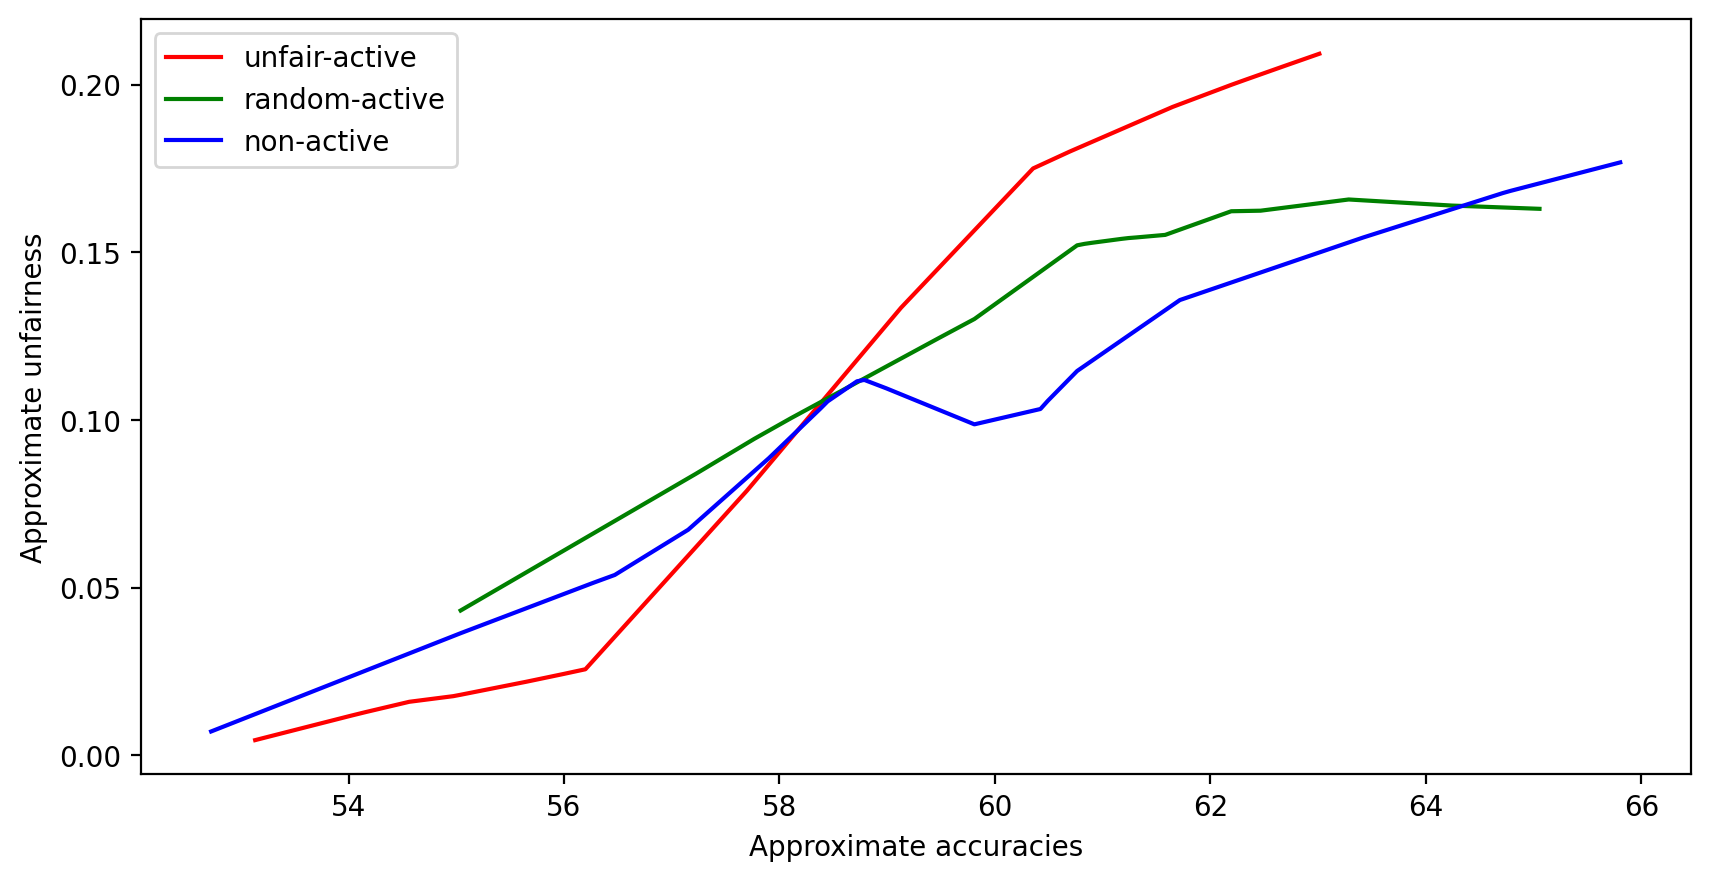 unfair-active
random-active
non-active
0.20
0.15
0.10
0.05
0.00
Approximate unfairness
54 56 58 60 62 64 66
Approximate accuracies